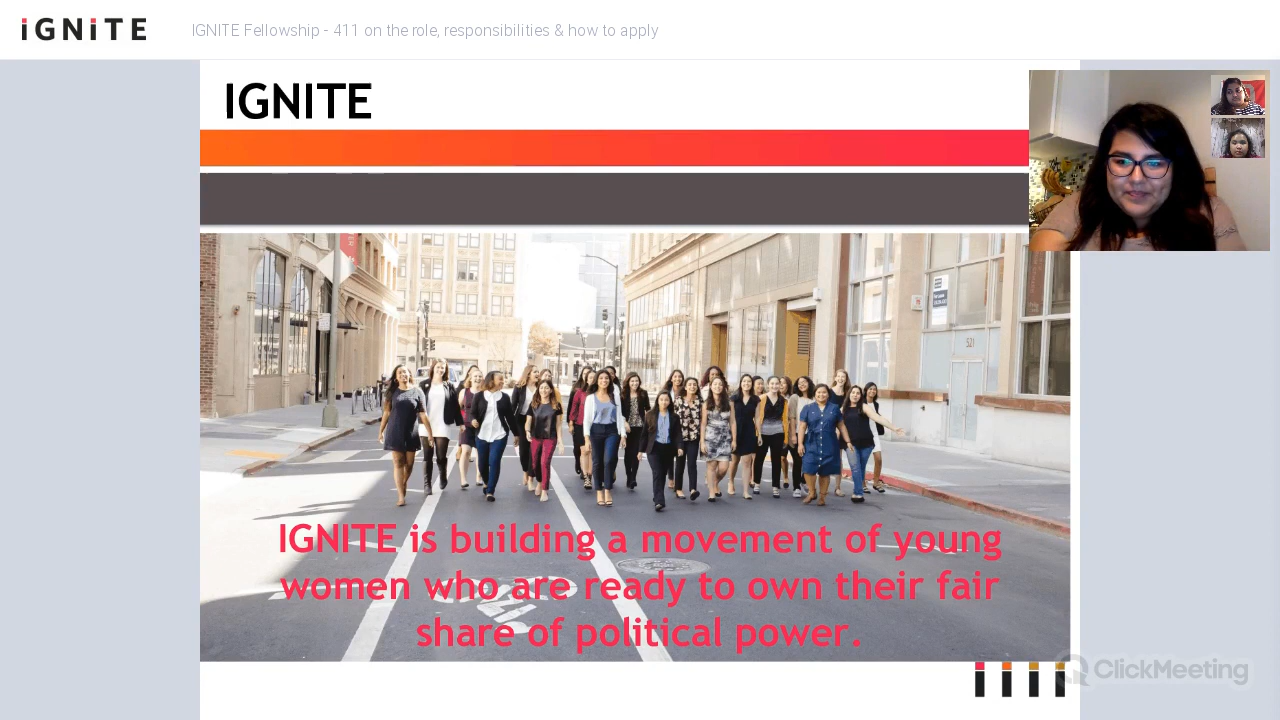 iGNiTE
IGNITE Fellowship - 411 on the role, responsibilities & how to apply
IGNITE
521
IGNITE is building a movement of young
women who are ready to own their fair
share of political power.
ClickMeeting